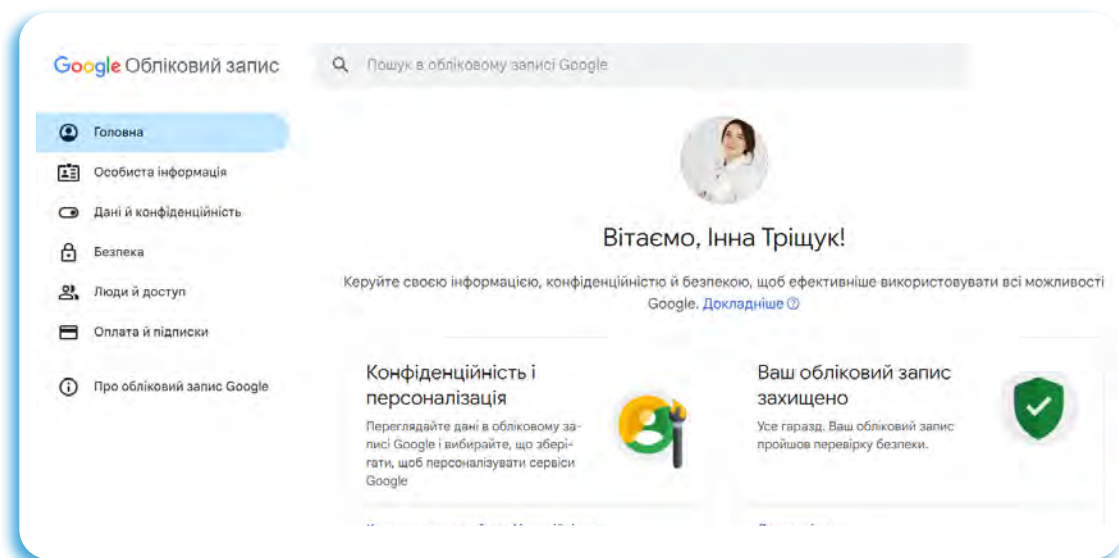 Google Обліковий запис
Пошук в обліковому записі Google
Головна
Особиста інформація
Дані й конфіденційність
Безпека
Люди й доступ
Оплата й підписки
Про обліковий запис Google
Вітаємо, Інна Тріщук!
Керуйте своєю інформацією, конфіденційністю й безпекою, щоб ефективніше використовувати всі можливості
Google. Докладніше
Конфіденційність і
персоналізація
Переглядайте дані в обліковому за-
писі Google і вибирайте, що збері-
гати, щоб персоналізувати сервіси
Google
Ваш обліковий запис
захищено
Усе гаразд. Ваш обліковий запис
пройшов перевірку безпеки.